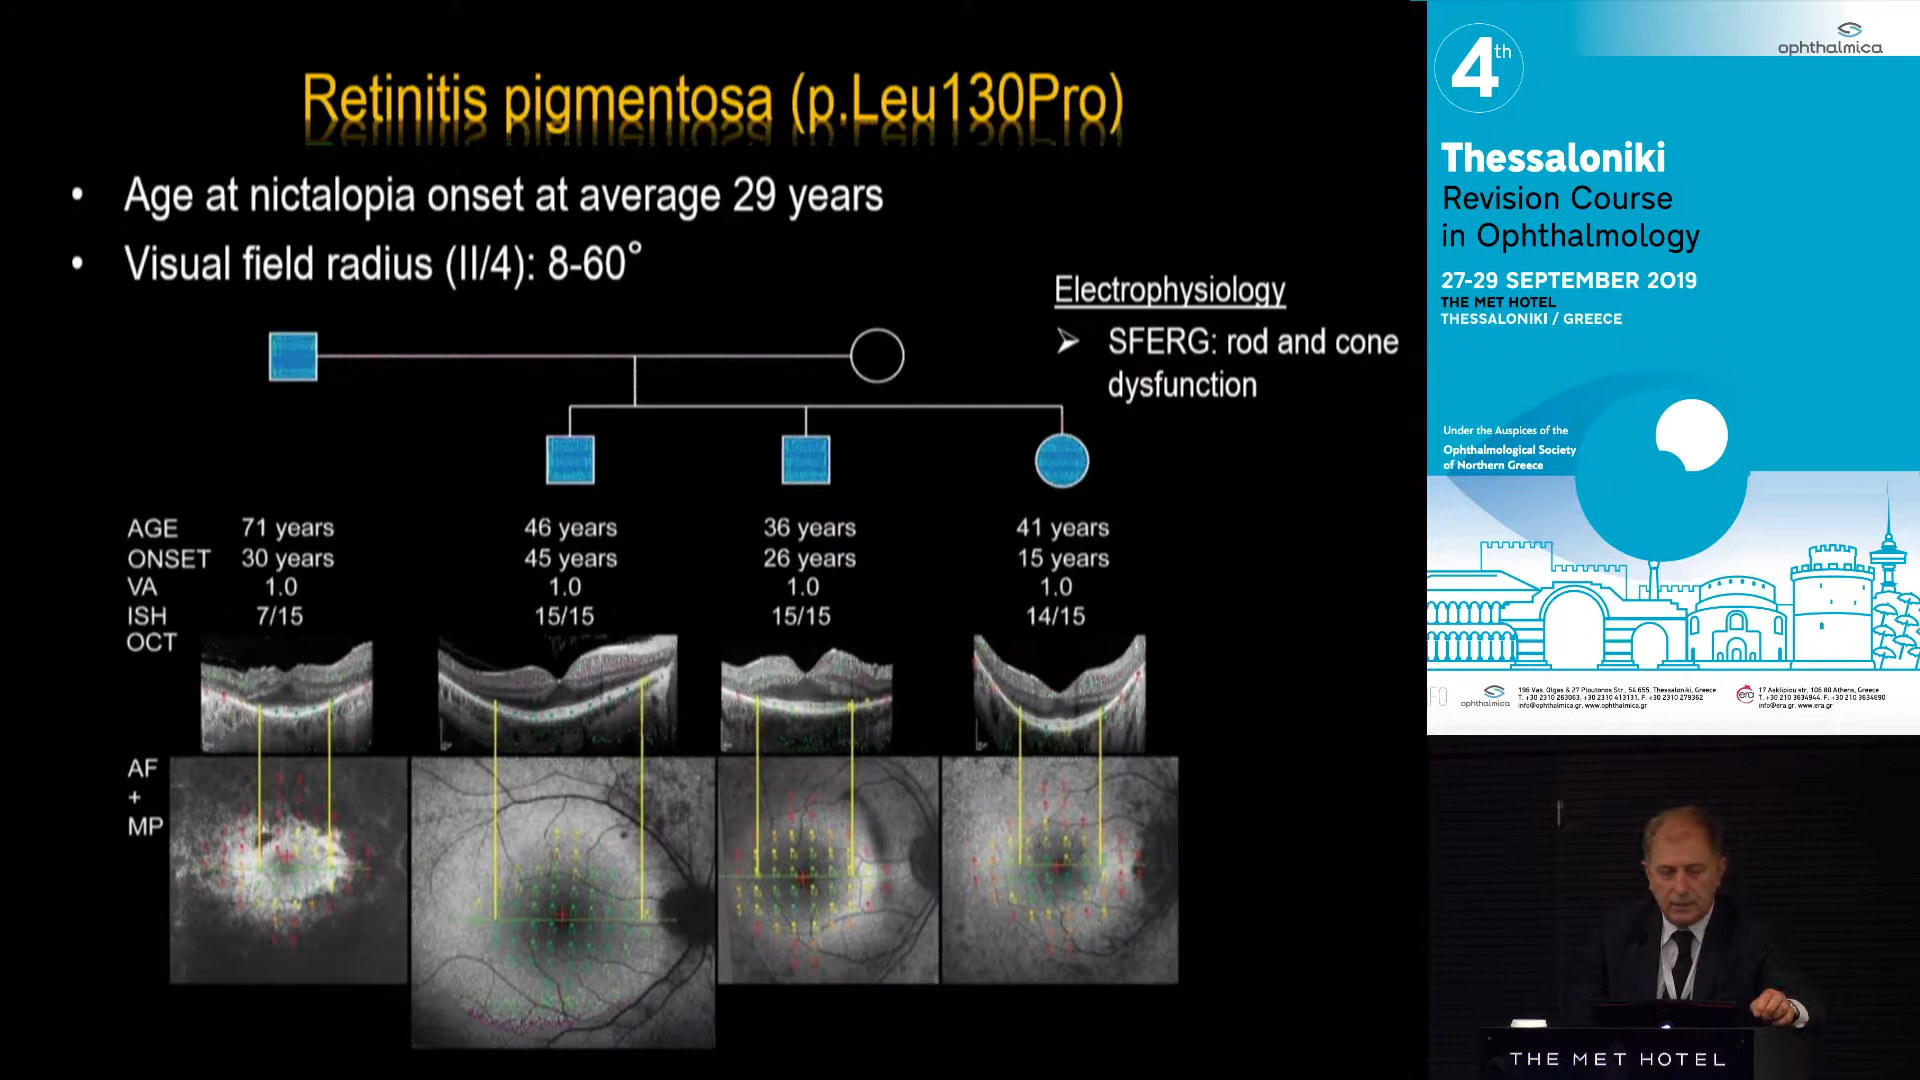 Retinitis pigmentosa (p.Leu130Pro)
• Age at nictalopia onset at average 29 years
• Visual field radius (II/4): 8-60°
Electrophysiology
➢ SFERG: rod and cone
dysfunction
AGE 71 years 46 years 36 years 41 years
ONSET 30 years 45 years 26 years 15 years
VA 1.0 1.0 1.0 1.0
ISH 7/15 15/15 15/15 14/15
OCT
AF
+
MP
ophthalmica
4th
Thessaloniki
Revision Course
in Ophthalmology
27-29 SEPTEMBER 2019
THE MET HOTEL
THESSALONIKI / GREECE
Under the Auspices of the
Ophthalmological Society
of Northern Greece
ophthalmica
196 Vas. Olgas & 27 Ploutonos Str., 54 655, Thessaloniki, Greece
T. +30 2310 263063, +30 2310 413131, F. +30 2310 279362
info@ophthalmica.gr, www.ophthalmica.gr
era
17 Asklipiou str, 106 80 Athens, Greece
T. +30 210 3634944, F. +30 210 3634690
info@era.gr, www.era.gr
THE MET HOTEL